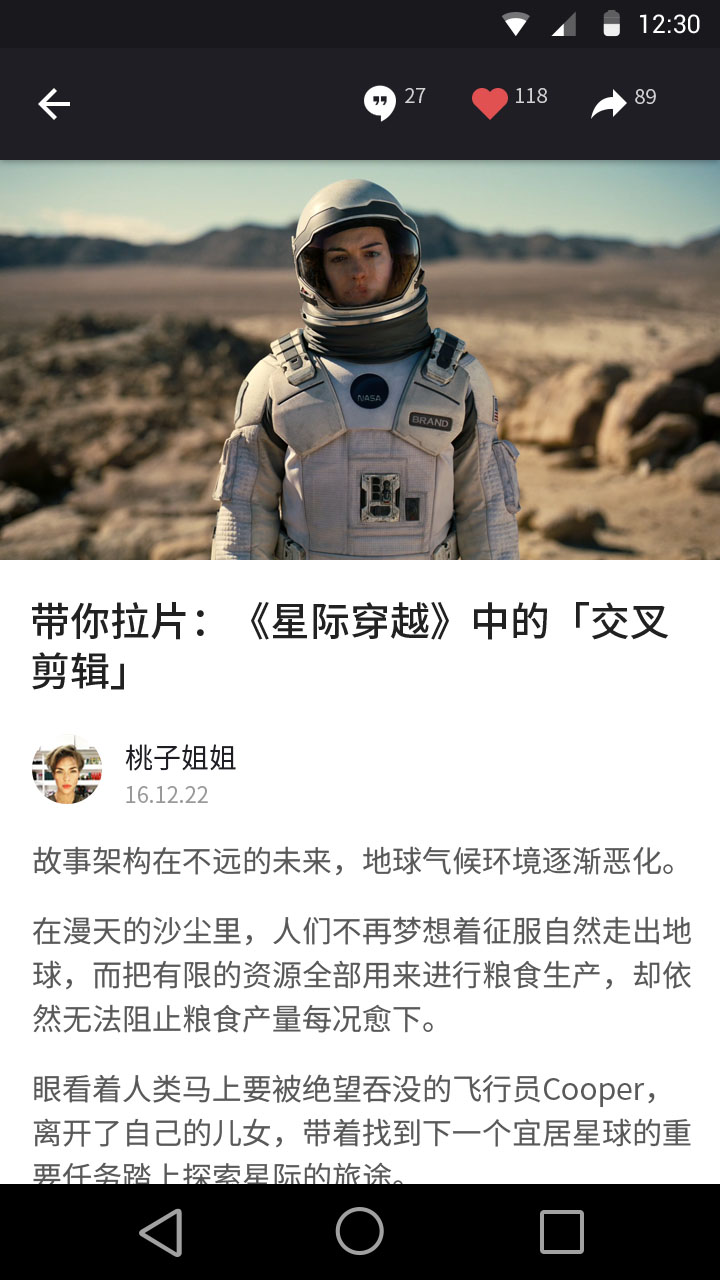 12:30
27
118
89
NASA
BRAND
带你拉片：《星际穿越》中的「交叉
剪辑」
桃子姐姐
16.12.22
故事架构在不远的未来，地球气候环境逐渐恶化。
在漫天的沙尘里，人们不再梦想着征服自然走出地
球，而把有限的资源全部用来进行粮食生产，却依
然无法阻止粮食产量每况愈下。
眼看着人类马上要被绝望吞没的飞行员Cooper，
离开了自己的儿女，带着找到下一个宜居星球的重
要任务踏上探索星际的旅途。